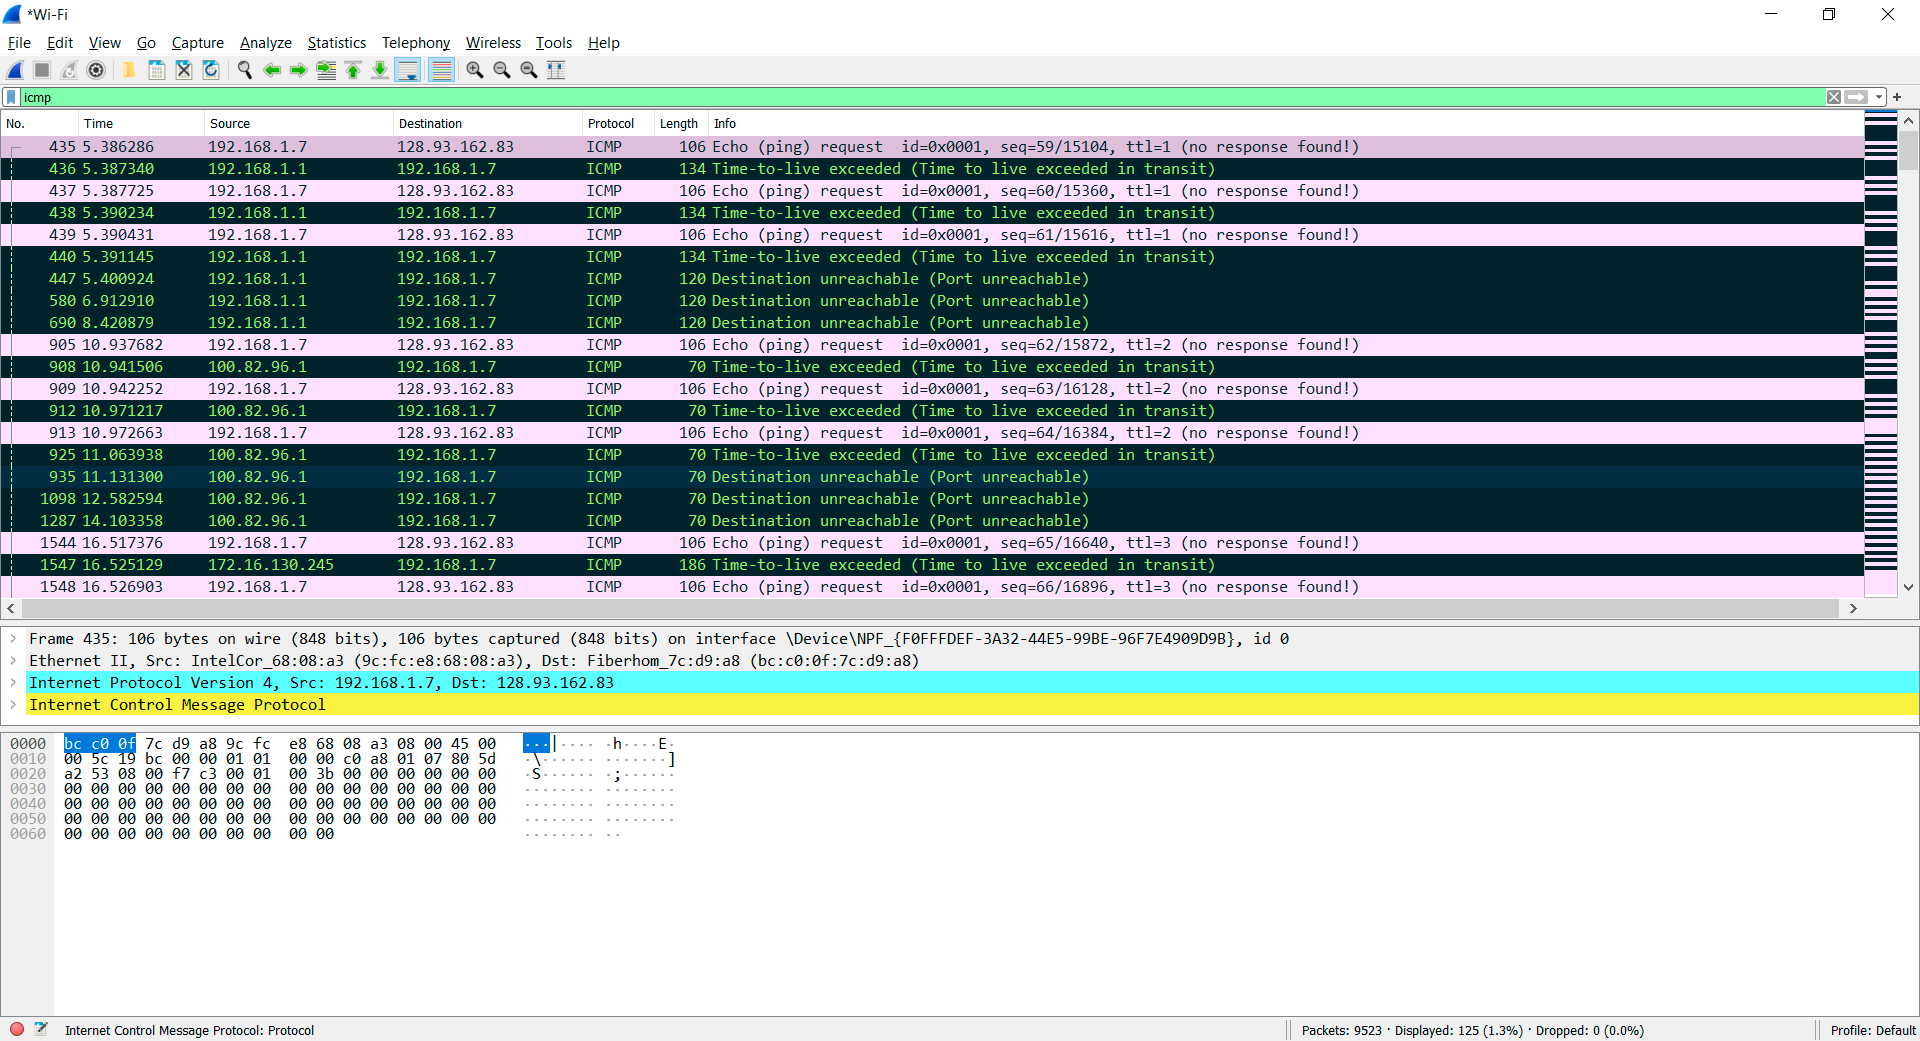 *Wi-Fi
File Edit View Go Capture Analyze Statistics Telephony Wireless Tools Help
icmp
No. Time Source Destination Protocol Length Info
435 5.386286 192.168.1.7 128.93.162.83 ICMP 106 Echo (ping) request id=0x0001, seq=59/15104, ttl=1 (no response found!)
436 5.387340 192.168.1.1 192.168.1.7 ICMP 134 Time-to-live exceeded (Time to live exceeded in transit)
437 5.387725 192.168.1.7 128.93.162.83 ICMP 106 Echo (ping) request id=0x0001, seq=60/15360, ttl=1 (no response found!)
438 5.390234 192.168.1.1 192.168.1.7 ICMP 134 Time-to-live exceeded (Time to live exceeded in transit)
439 5.390431 192.168.1.7 128.93.162.83 ICMP 106 Echo (ping) request id=0x0001, seq=61/15616, ttl=1 (no response found!)
440 5.391145 192.168.1.1 192.168.1.7 ICMP 134 Time-to-live exceeded (Time to live exceeded in transit)
447 5.400924 192.168.1.1 192.168.1.7 ICMP 120 Destination unreachable (Port unreachable)
580 6.912910 192.168.1.1 192.168.1.7 ICMP 120 Destination unreachable (Port unreachable)
690 8.420879 192.168.1.1 192.168.1.7 ICMP 120 Destination unreachable (Port unreachable)
905 10.937682 192.168.1.7 128.93.162.83 ICMP 106 Echo (ping) request id=0x0001, seq=62/15872, ttl=2 (no response found!)
908 10.941506 100.82.96.1 192.168.1.7 ICMP 70 Time-to-live exceeded (Time to live exceeded in transit)
909 10.942252 192.168.1.7 128.93.162.83 ICMP 106 Echo (ping) request id=0x0001, seq=63/16128, ttl=2 (no response found!)
912 10.971217 100.82.96.1 192.168.1.7 ICMP 70 Time-to-live exceeded (Time to live exceeded in transit)
913 10.972663 192.168.1.7 128.93.162.83 ICMP 106 Echo (ping) request id=0x0001, seq=64/16384, ttl=2 (no response found!)
925 11.063938 100.82.96.1 192.168.1.7 ICMP 70 Time-to-live exceeded (Time to live exceeded in transit)
935 11.131300 100.82.96.1 192.168.1.7 ICMP 70 Destination unreachable (Port unreachable)
1098 12.582594 100.82.96.1 192.168.1.7 ICMP 70 Destination unreachable (Port unreachable)
1287 14.103358 100.82.96.1 192.168.1.7 ICMP 70 Destination unreachable (Port unreachable)
1544 16.517376 192.168.1.7 128.93.162.83 ICMP 106 Echo (ping) request id=0x0001, seq=65/16640, ttl=3 (no response found!)
1547 16.525129 172.16.130.245 192.168.1.7 ICMP 186 Time-to-live exceeded (Time to live exceeded in transit)
1548 16.526903 192.168.1.7 128.93.162.83 ICMP 106 Echo (ping) request id=0x0001, seq=66/16896, ttl=3 (no response found!)
Frame 435: 106 bytes on wire (848 bits), 106 bytes captured (848 bits) on interface \Device\NPF_{F0FFFDEF-3A32-44E5-99BE-96F7E4909D9B}, id 0
Ethernet II, Src: IntelCor_68:08:a3 (9c:fc:e8:68:08:a3), Dst: Fiberhom_7c:d9:a8 (bc:c0:0f:7c:d9:a8)
Internet Protocol Version 4, Src: 192.168.1.7, Dst: 128.93.162.83
Internet Control Message Protocol
0000 bc c0 0f 7c d9 a8 9c fc e8 68 08 a3 08 00 45 00 ···|···· ·h····E·
0010 00 5c 19 bc 00 00 01 01 00 00 c0 a8 01 07 80 5d ·\······ ·······]
0020 a2 53 08 00 f7 c3 00 01 00 3b 00 00 00 00 00 00 ·S······ ·;······
0030 00 00 00 00 00 00 00 00 00 00 00 00 00 00 00 00 ········ ········
0040 00 00 00 00 00 00 00 00 00 00 00 00 00 00 00 00 ········ ········
0050 00 00 00 00 00 00 00 00 00 00 00 00 00 00 00 00 ········ ········
0060 00 00 00 00 00 00 00 00 00 00 ········ ··
Internet Control Message Protocol: Protocol Packets: 9523 · Displayed: 125 (1.3%) · Dropped: 0 (0.0%) Profile: Default